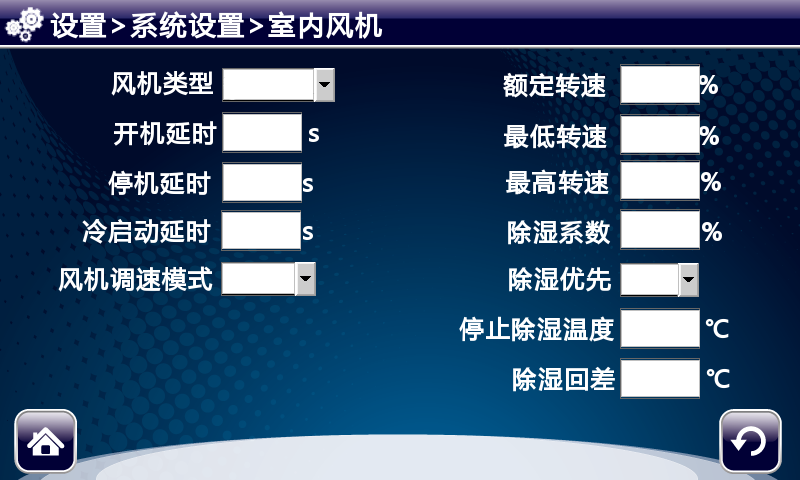 设置>系统设置>室内风机
风机类型
开机延时 s
停机延时 s
冷启动延时 s
风机调速模式
额定转速 %
最低转速 %
最高转速 %
除湿系数 %
除湿优先
停止除湿温度 ℃
除湿回差 ℃